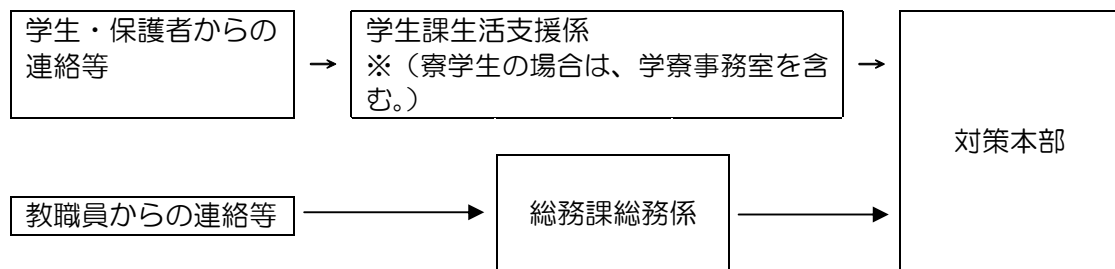 学生・保護者からの
連絡等
→
学生課生活支援係
※（寮学生の場合は、学寮事務室を含
む。）
→
対策本部
教職員からの連絡等
総務課総務係